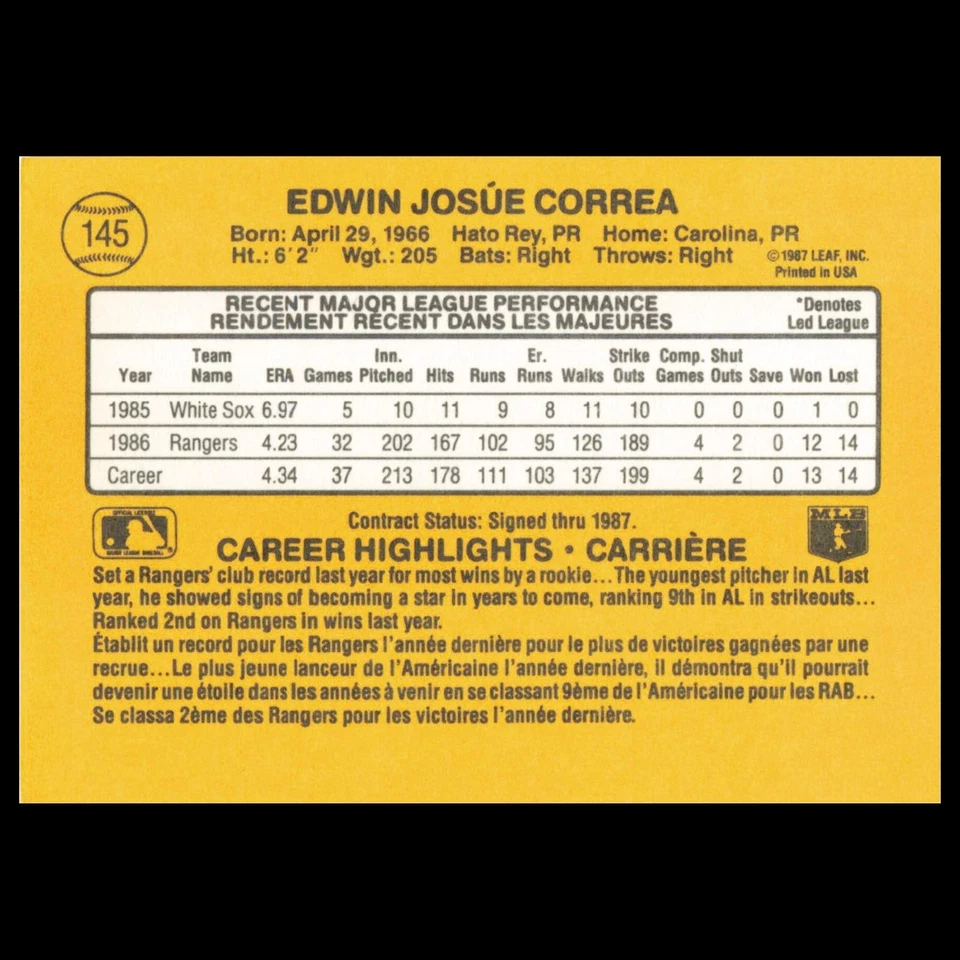 EDWIN JOSÚE CORREA
145
Born: April 29, 1966 Hato Rey, PR Home: Carolina, PR
Ht.: 6'2" Wgt.: 205 Bats: Right Throws: Right
©1987 LEAF, INC.
Printed in USA
RECENT MAJOR LEAGUE PERFORMANCE
RENDEMENT RÉCENT DANS LES MAJEURES
*Denotes
Led League
Team Inn. Er. Strike Comp. Shut
Year Name ERA Games Pitched Hits Runs Runs Walks Outs Games Outs Save Won Lost
1985 White Sox 6.97 5 10 11 9 8 11 10 0 0 0 1 0
1986 Rangers 4.23 32 202 167 102 95 126 189 4 2 0 12 14
Career 4.34 37 213 178 111 103 137 199 4 2 0 13 14
OFFICIAL LICENSEE
MAJOR LEAGUE BASEBALL
Contract Status: Signed thru 1987.
MLB
CAREER HIGHLIGHTS • CARRIÈRE
Set a Rangers' club record last year for most wins by a rookie...The youngest pitcher in AL last
year, he showed signs of becoming a star in years to come, ranking 9th in AL in strikeouts...
Ranked 2nd on Rangers in wins last year.
Établit un record pour les Rangers l'année dernière pour le plus de victoires gagnées par une
recrue...Le plus jeune lanceur de l'Américaine l'année dernière, il démontra qu'il pourrait
devenir une étoile dans les années à venir en se classant 9ème de l'Américaine pour les RAB...
Se classa 2ème des Rangers pour les victoires l'année dernière.